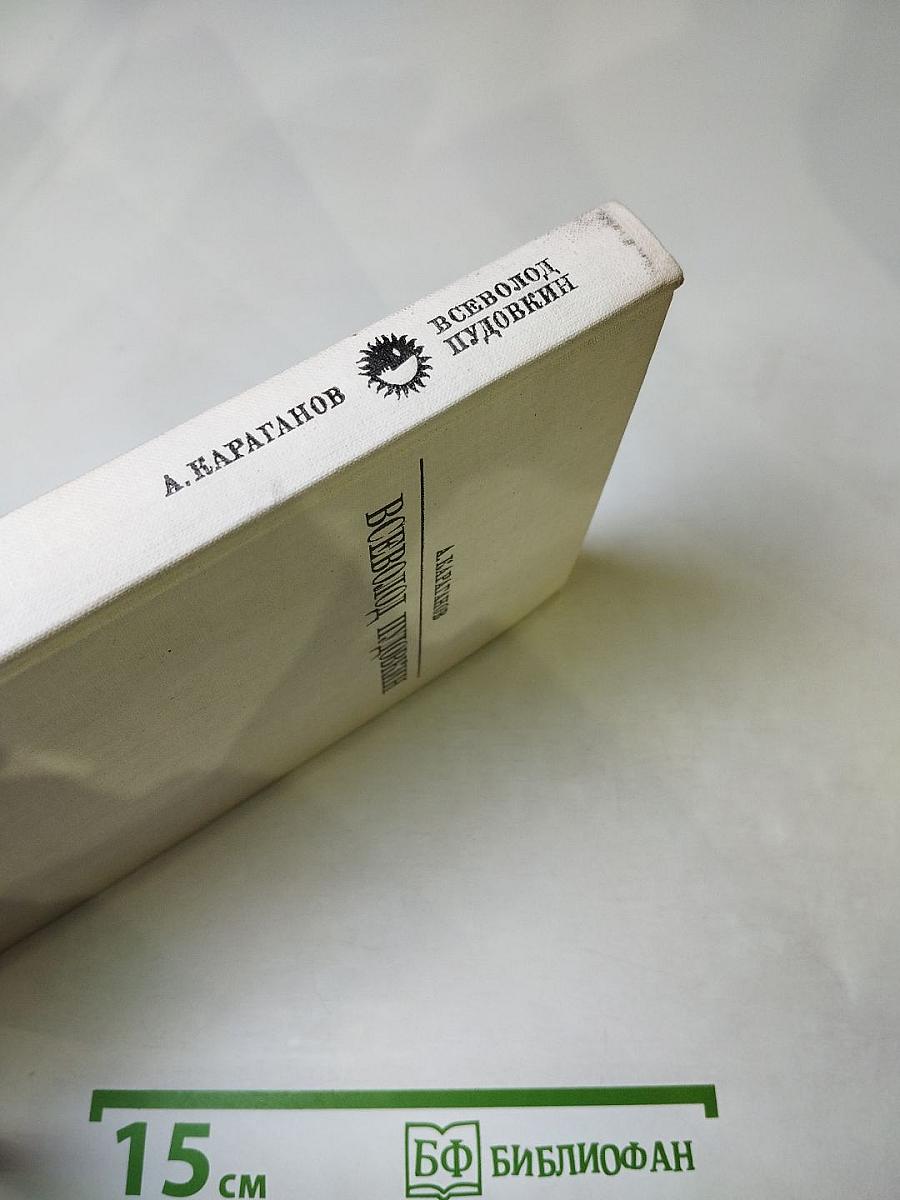 А. КАРАГАНОВ
ВСЕВОЛОД
ПУДОВКИН
А. КАРАГАНОВ
ВСЕВОЛОД ПУДОВКИН
15 см
БФ БИБЛИОФАН